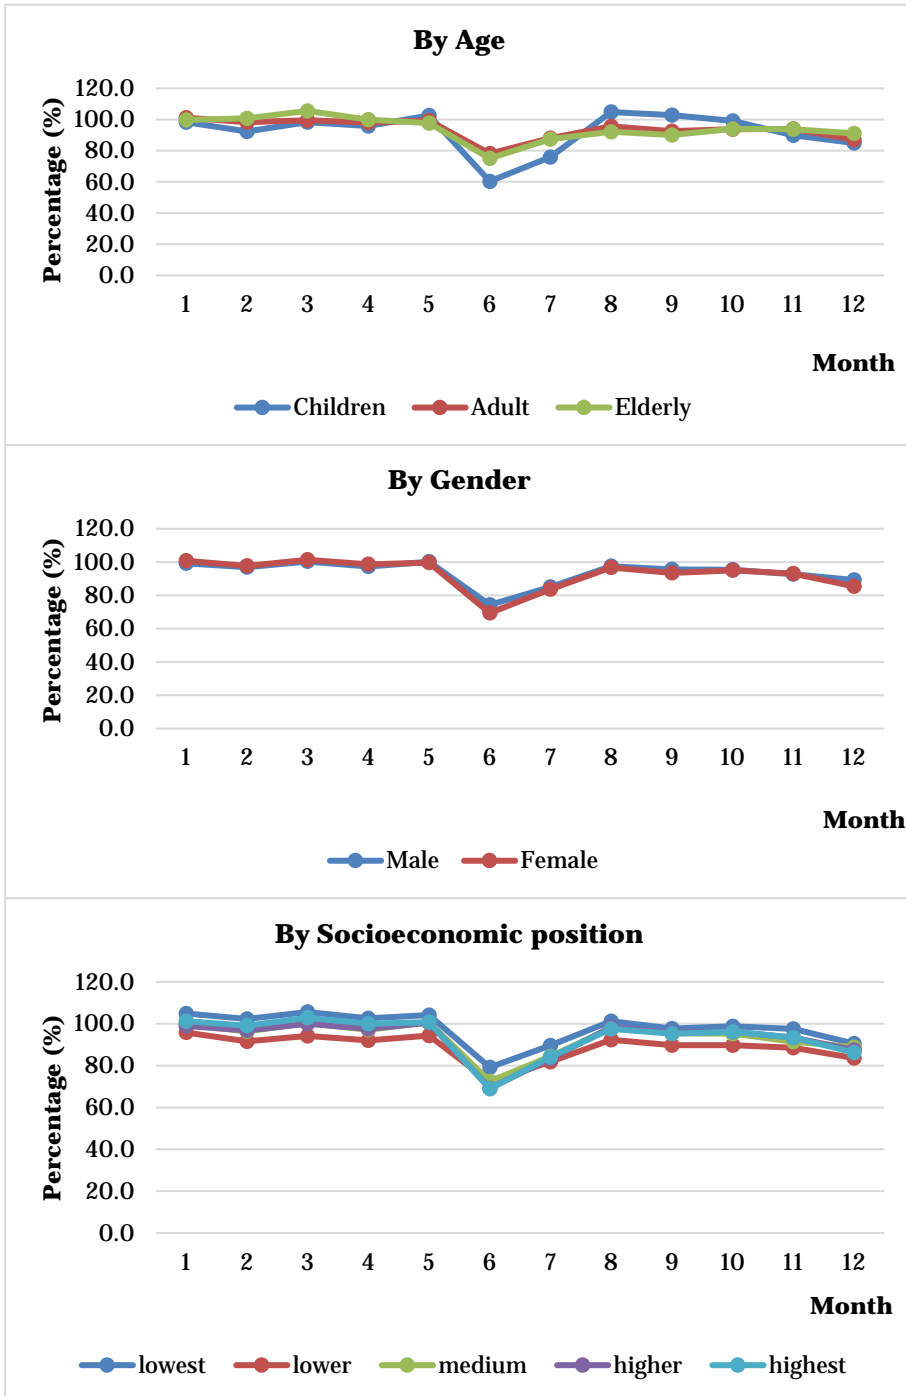 By Age
Percentage (%)
120.0
100.0
80.0
60.0
40.0
20.0
0.0
1 2 3 4 5 6 7 8 9 10 11 12
Month
Children Adult Elderly
By Gender
Percentage (%)
120.0
100.0
80.0
60.0
40.0
20.0
0.0
1 2 3 4 5 6 7 8 9 10 11 12
Month
Male Female
By Socioeconomic position
Percentage (%)
120.0
100.0
80.0
60.0
40.0
20.0
0.0
1 2 3 4 5 6 7 8 9 10 11 12
Month
lowest lower medium higher highest